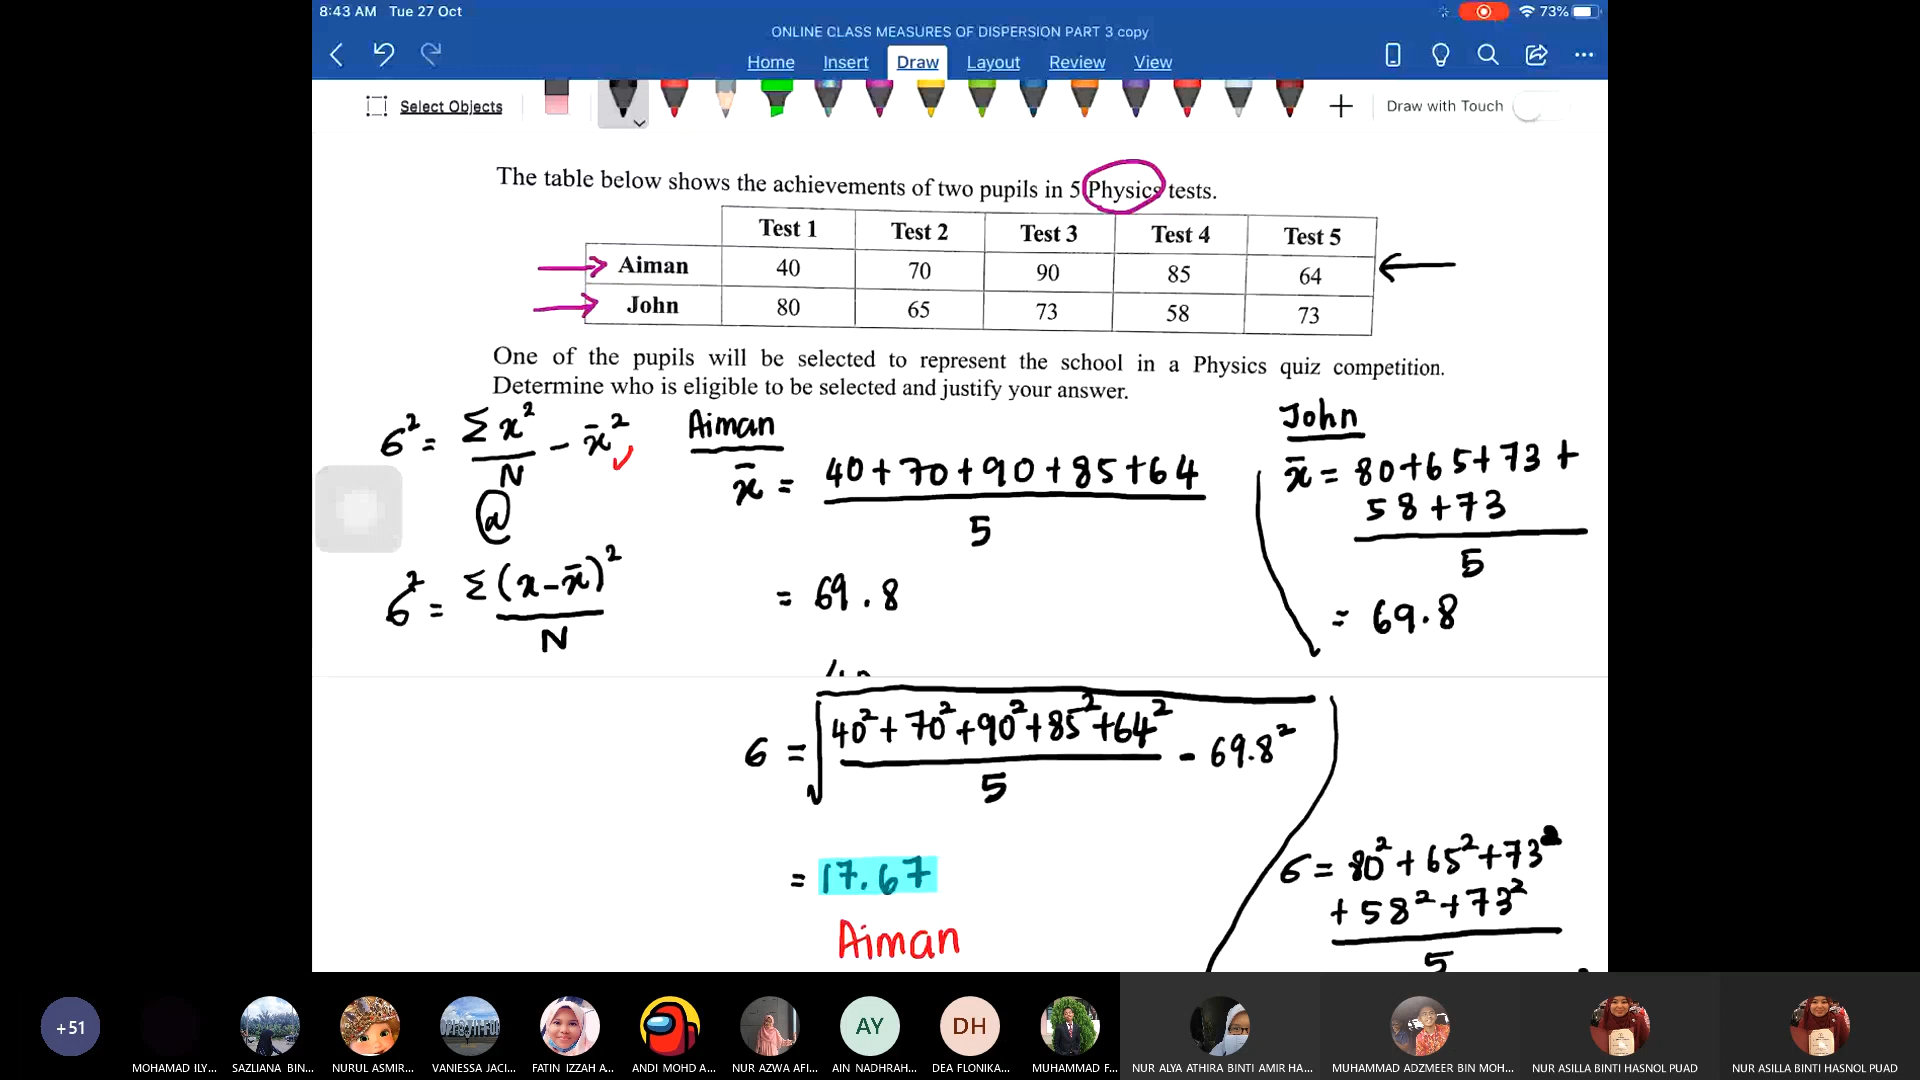 8:43 AM Tue 27 Oct
73%
ONLINE CLASS MEASURES OF DISPERSION PART 3 copy
Home Insert Draw Layout Review View
Select Objects
Draw with Touch
The table below shows the achievements of two pupils in 5 Physics tests.
Test 1 Test 2 Test 3 Test 4 Test 5
Aiman 40 70 90 85 64
John 80 65 73 58 73
One of the pupils will be selected to represent the school in a Physics quiz competition.
Determine who is eligible to be selected and justify your answer.
σ² = Σx²/N - x̄²
@
σ² = Σ(x-x̄)²/N
Aiman
x̄ = 40+70+90+85+64
5
= 69.8
John
x̄ = 80+65+73+
58+73
5
= 69.8
σ = √40²+70²+90²+85²+64² - 69.8²
5
= 17.67
Aiman
σ = 80²+65²+73²
+58²+73²
5
+51
MOHAMAD ILY...
SAZLIANA BIN...
NURUL ASMIR...
VANIESSA JACI...
FATIN IZZAH A...
ANDI MOHD A...
NUR AZWA AFI...
AY
AIN NADHRAH...
DH
DEA FLONIKA...
MUHAMMAD F...
NUR ALYA ATHIRA BINTI AMIR HA...
MUHAMMAD ADZMEER BIN MOH...
NUR ASILLA BINTI HASNOL PUAD
NUR ASILLA BINTI HASNOL PUAD